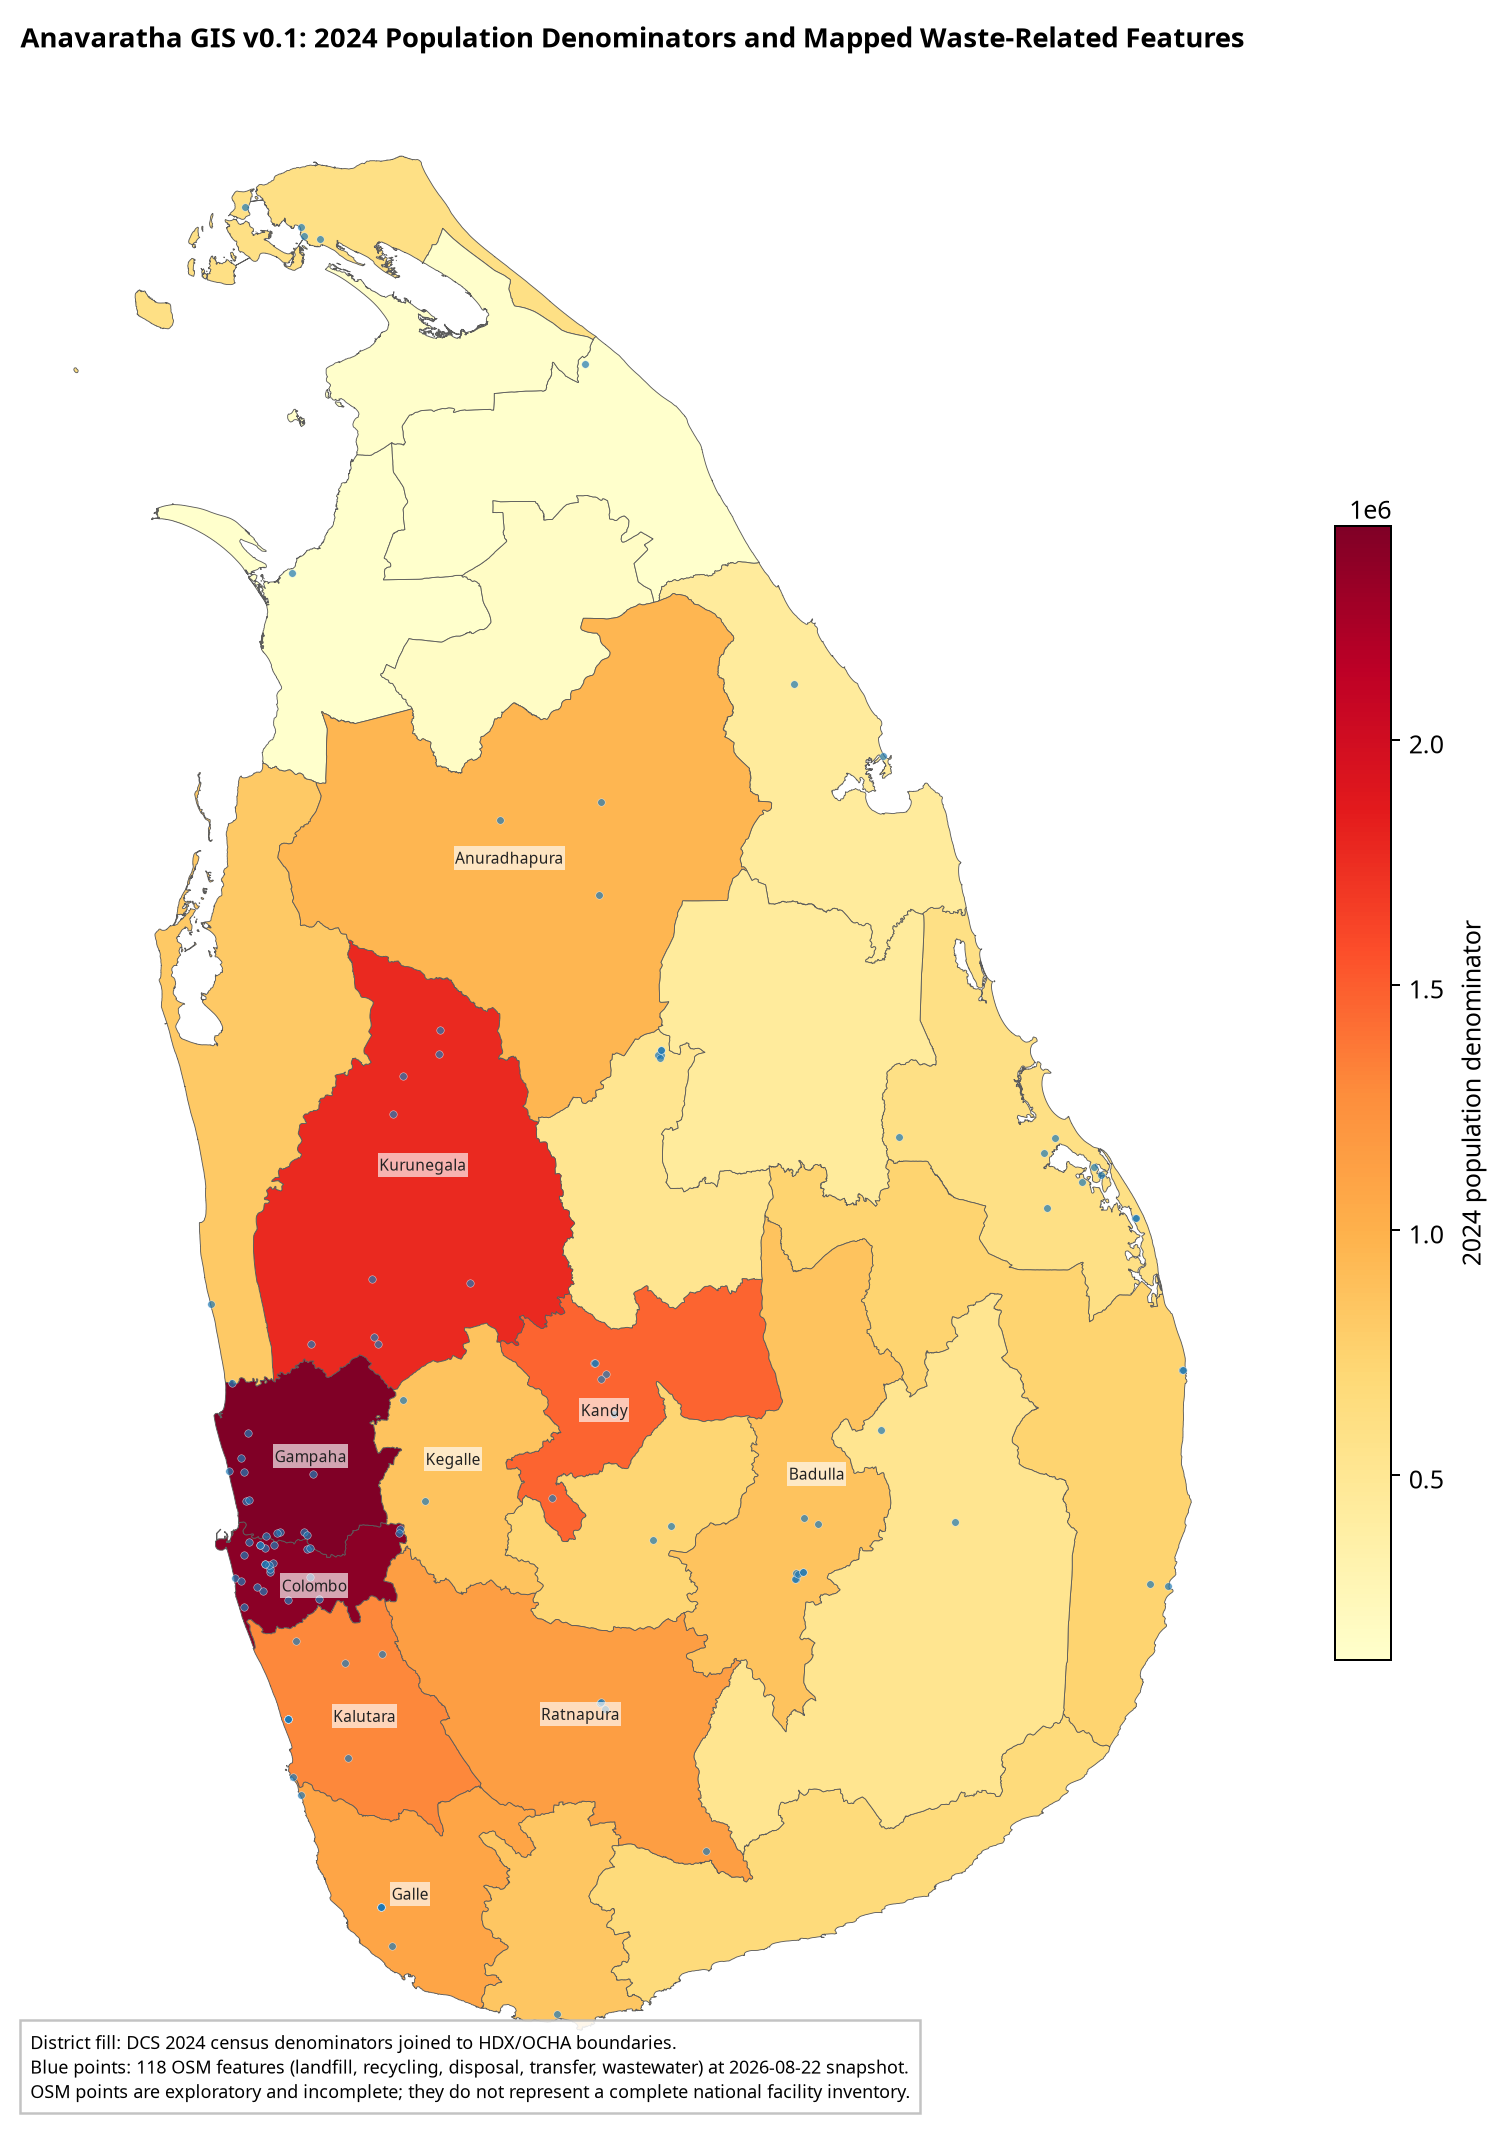 Anavaratha GIS v0.1: 2024 Population Denominators and Mapped Waste-Related Features
1e6
2.0
1.5
1.0
0.5
2024 population denominator
Anuradhapura
Kurunegala
Kandy
Gampaha
Kegalle
Badulla
Colombo
Kalutara
Ratnapura
Galle
District fill: DCS 2024 census denominators joined to HDX/OCHA boundaries.
Blue points: 118 OSM features (landfill, recycling, disposal, transfer, wastewater) at 2026-08-22 snapshot.
OSM points are exploratory and incomplete; they do not represent a complete national facility inventory.